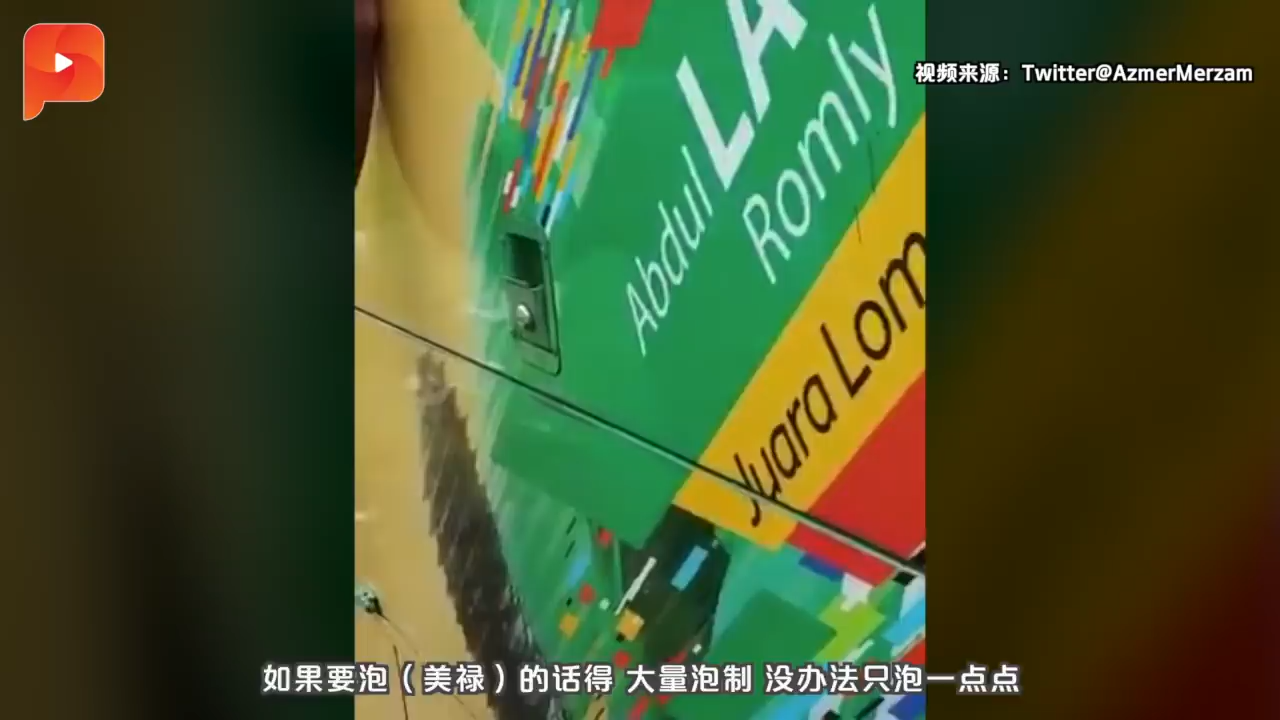 视频来源：Twitter@AzmerMerzam
Abdul LA
Romly
Juara Lom
如果要泡（美禄）的话得 大量泡制 没办法只泡一点点